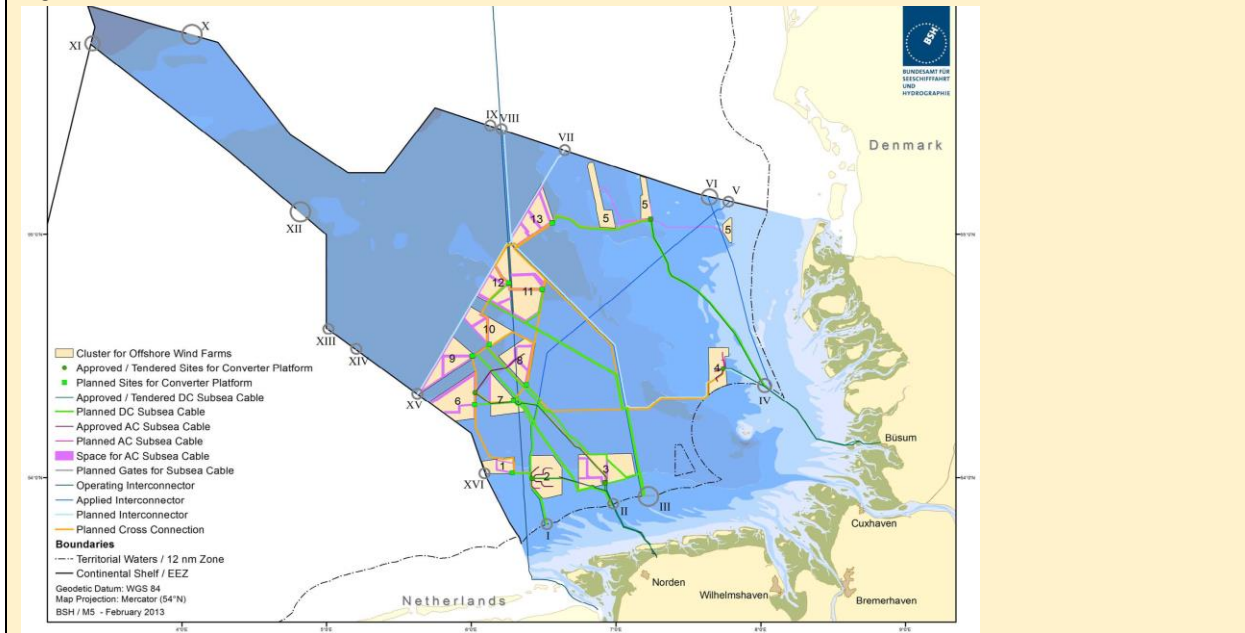 X
XI
BSH
BUNDESAMT FÜR
SEESCHIFFFAHRT
UND
HYDROGRAPHIE
IX
VIII
VII
Denmark
VI
V
XII
13
5
5
5
12
11
XIII
XIV
10
9
8
4
XV
6
7
IV
Büsum
1
2
3
XVI
II
III
I
Cuxhaven
Norden
Wilhelmshaven
Bremerhaven
Netherlands
Cluster for Offshore Wind Farms
Approved / Tendered Sites for Converter Platform
Planned Sites for Converter Platform
Approved / Tendered DC Subsea Cable
Planned DC Subsea Cable
Approved AC Subsea Cable
Planned AC Subsea Cable
Space for AC Subsea Cable
Planned Gates for Subsea Cable
Operating Interconnector
Applied Interconnector
Planned Interconnector
Planned Cross Connection
Boundaries
Territorial Waters / 12 nm Zone
Continental Shelf / EEZ
Geodetic Datum: WGS 84
Map Projection: Mercator (54°N)
BSH / M5 - February 2013